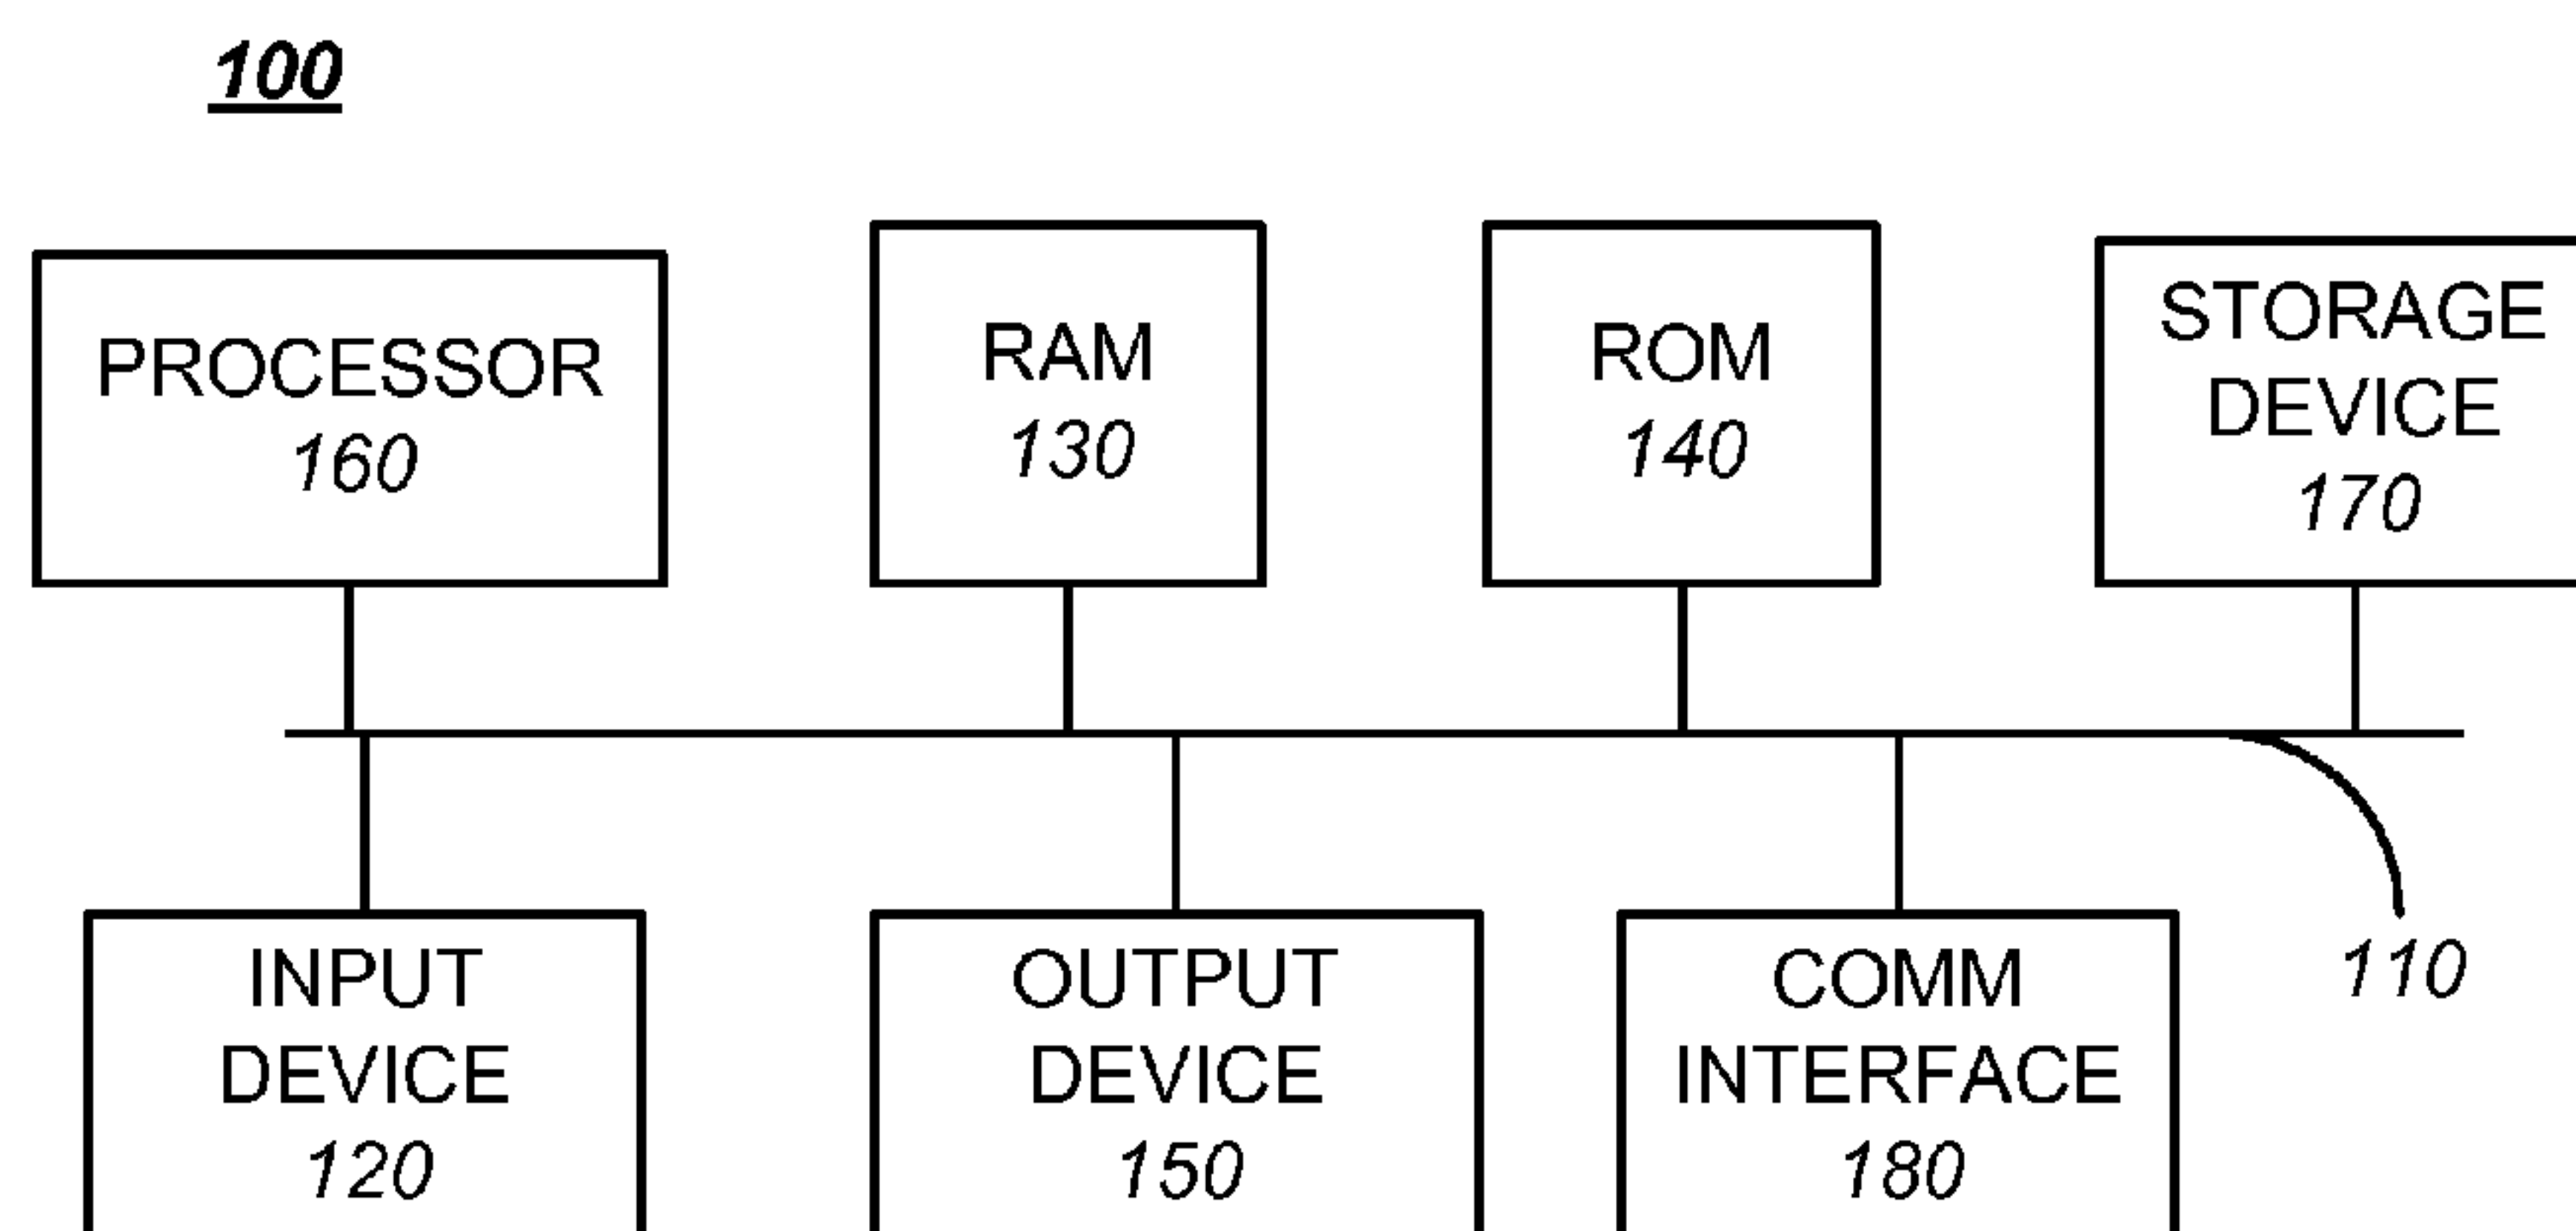 100
PROCESSOR
160
RAM
130
ROM
140
STORAGE
DEVICE
170
INPUT
DEVICE
120
OUTPUT
DEVICE
150
COMM
INTERFACE
180
110